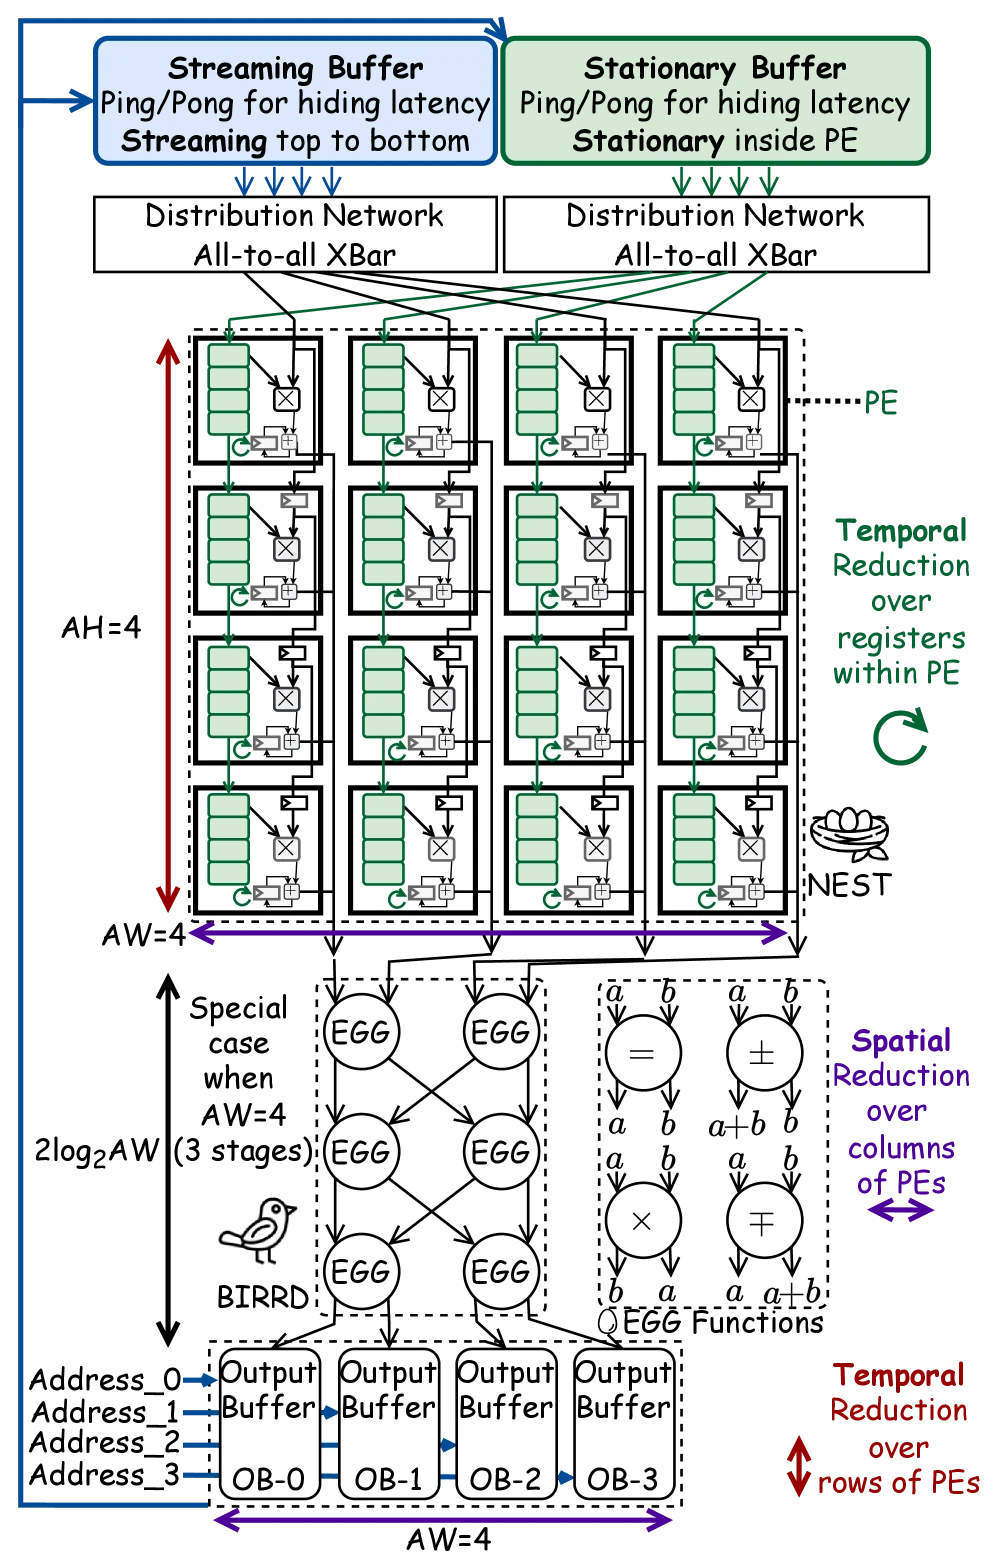 Streaming Buffer
Ping/Pong for hiding latency
Streaming top to bottom
Stationary Buffer
Ping/Pong for hiding latency
Stationary inside PE
Distribution Network
All-to-all XBar
Distribution Network
All-to-all XBar
PE
AH=4
Temporal
Reduction
over
registers
within PE
NEST
AW=4
Special
case
when
AW=4
(3 stages)
2log₂AW
BIRRD
EGG
EGG
EGG
EGG
EGG
EGG
a b
=
a b
a b
±
a+b b
a b
×
b a
a b
∓
a a+b
EGG Functions
Spatial
Reduction
over
columns
of PEs
Address_0
Address_1
Address_2
Address_3
Output
Buffer
OB-0
Output
Buffer
OB-1
Output
Buffer
OB-2
Output
Buffer
OB-3
AW=4
Temporal
Reduction
over
rows of PEs